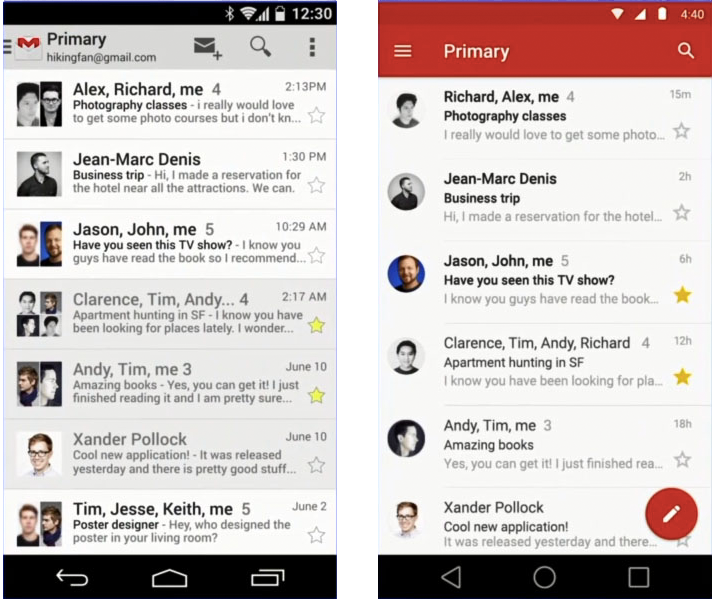 12:30
Primary
hikingfan@gmail.com
Alex, Richard, me 4
2:13PM
Photography classes - i really would love
to get some photo courses but i don't kn...
Jean-Marc Denis
1:30 PM
Business trip - Hi, I made a reservation for
the hotel near all the attractions. We can.
Jason, John, me 5
10:29 AM
Have you seen this TV show? - I know you
guys have read the book so I recommend...
Clarence, Tim, Andy... 4
2:17 AM
Apartment hunting in SF - I know you have
been looking for places lately. I wonder...
Andy, Tim, me 3
June 10
Amazing books - Yes, you can get it! I just
finished reading it and I am pretty sure...
Xander Pollock
June 10
Cool new application! - It was released
yesterday and there is pretty good stuff...
Tim, Jesse, Keith, me 5
June 2
Poster designer - Hey, who designed the
poster in your living room?
4:40
Primary
Richard, Alex, me 4
15m
Photography classes
I really would love to get some photo...
Jean-Marc Denis
2h
Business trip
Hi, I made a reservation for the hotel...
Jason, John, me 5
6h
Have you seen this TV show?
I know you guys have read the book...
Clarence, Tim, Andy, Richard 4
12h
Apartment hunting in SF
I know you have been looking for pla...
Andy, Tim, me 3
18h
Amazing books
Yes, you can get it! I just finished rea...
Xander Pollock
Cool new application!
It was released yesterday and there...